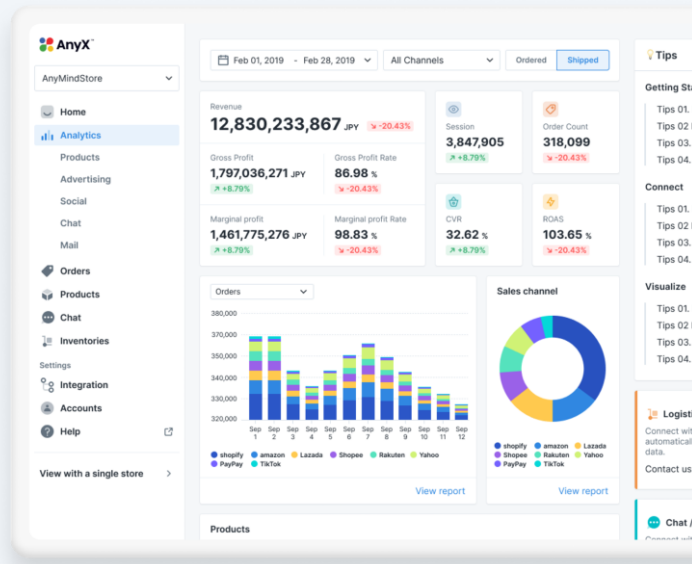 AnyX
AnyMindStore
Home
Analytics
Products
Advertising
Social
Chat
Mail
Orders
Products
Chat
Inventories
Settings
Integration
Accounts
Help
View with a single store
Feb 01, 2019 - Feb 28, 2019
All Channels
Ordered Shipped
Revenue
12,830,233,867 JPY -20.43%
Gross Profit
1,797,036,271 JPY
+8.79%
Gross Profit Rate
86.98 %
-20.43%
Marginal profit
1,461,775,276 JPY
+8.79%
Marginal profit Rate
98.83 %
-20.43%
Session
3,847,905
+8.79%
Order Count
318,099
-20.43%
CVR
32.62 %
+8.79%
ROAS
103.65 %
-20.43%
Orders
380,000
370,000
350,000
340,000
330,000
320,000
Sep 1 Sep 2 Sep 3 Sep 4 Sep 5 Sep 6 Sep 7 Sep 8 Sep 9 Sep 10 Sep 11 Sep 12
shopify amazon Lazada Shopee Rakuten Yahoo
PayPay TikTok
View report
Sales channel
shopify amazon Lazada
Shopee Rakuten Yahoo
PayPay TikTok
View report
Products
Tips
Getting
Tips 01.
Tips 02
Tips 03.
Tips 04.
Connect
Tips 01.
Tips 02
Tips 03.
Tips 04.
Visualize
Tips 01.
Tips 02
Tips 03.
Tips 04.
Connect
data.
Contact us
Chat /